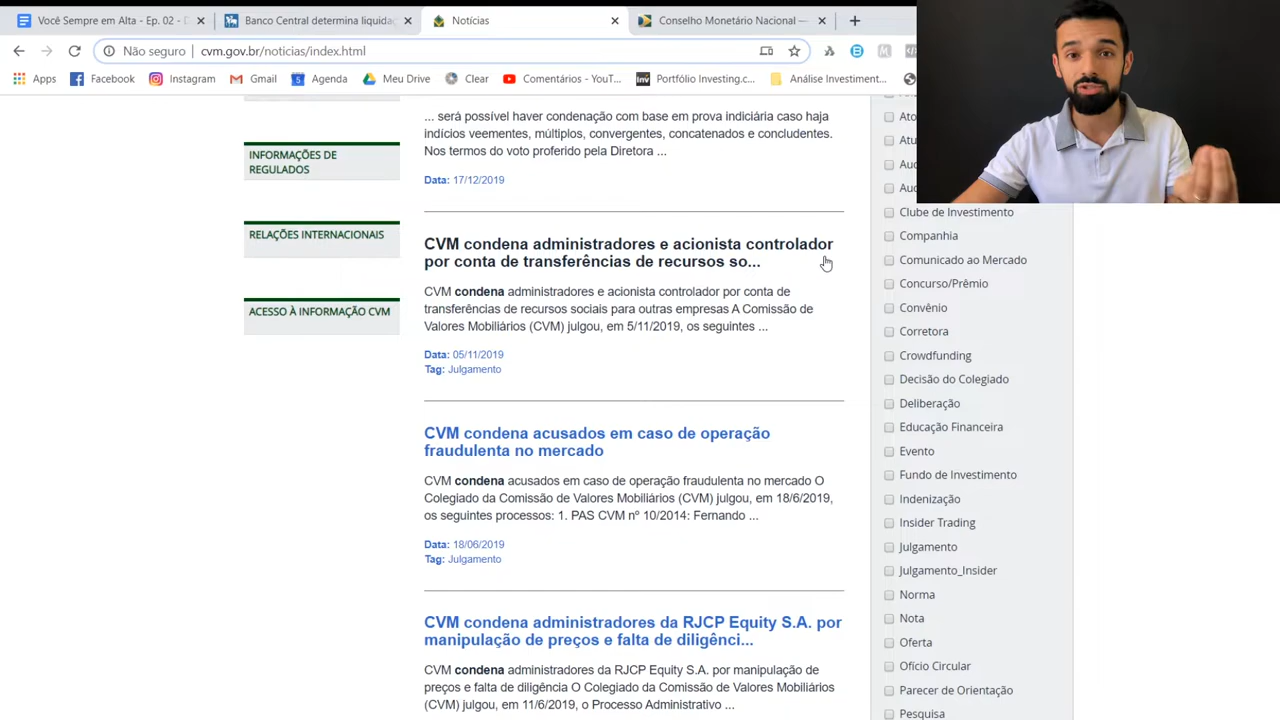 Você Sempre em Alta - Ep. 02 - D
Banco Central determina liquida
Notícias
Conselho Monetário Nacional —
Não seguro
cvm.gov.br/noticias/index.html
Apps
Facebook
Instagram
Gmail
Agenda
Meu Drive
Clear
Comentários - YouT...
Portfólio Investing.c...
Análise Investiment...
INFORMAÇÕES DE
REGULADOS
RELAÇÕES INTERNACIONAIS
ACESSO À INFORMAÇÃO CVM
... será possível haver condenação com base em prova indiciária caso haja
indícios veementes, múltiplos, convergentes, concatenados e concludentes.
Nos termos do voto proferido pela Diretora ...
Data: 17/12/2019
CVM condena administradores e acionista controlador
por conta de transferências de recursos so...
CVM condena administradores e acionista controlador por conta de
transferências de recursos sociais para outras empresas A Comissão de
Valores Mobiliários (CVM) julgou, em 5/11/2019, os seguintes ...
Data: 05/11/2019
Tag: Julgamento
CVM condena acusados em caso de operação
fraudulenta no mercado
CVM condena acusados em caso de operação fraudulenta no mercado O
Colegiado da Comissão de Valores Mobiliários (CVM) julgou, em 18/6/2019,
os seguintes processos: 1. PAS CVM nº 10/2014: Fernando ...
Data: 18/06/2019
Tag: Julgamento
CVM condena administradores da RJCP Equity S.A. por
manipulação de preços e falta de diligênci...
CVM condena administradores da RJCP Equity S.A. por manipulação de
preços e falta de diligência O Colegiado da Comissão de Valores Mobiliários
(CVM) julgou, em 11/6/2019, o Processo Administrativo ...
Ato
Atu
Aud
Aud
Clube de Investimento
Companhia
Comunicado ao Mercado
Concurso/Prêmio
Convênio
Corretora
Crowdfunding
Decisão do Colegiado
Deliberação
Educação Financeira
Evento
Fundo de Investimento
Indenização
Insider Trading
Julgamento
Julgamento_Insider
Norma
Nota
Oferta
Ofício Circular
Parecer de Orientação
Pesquisa